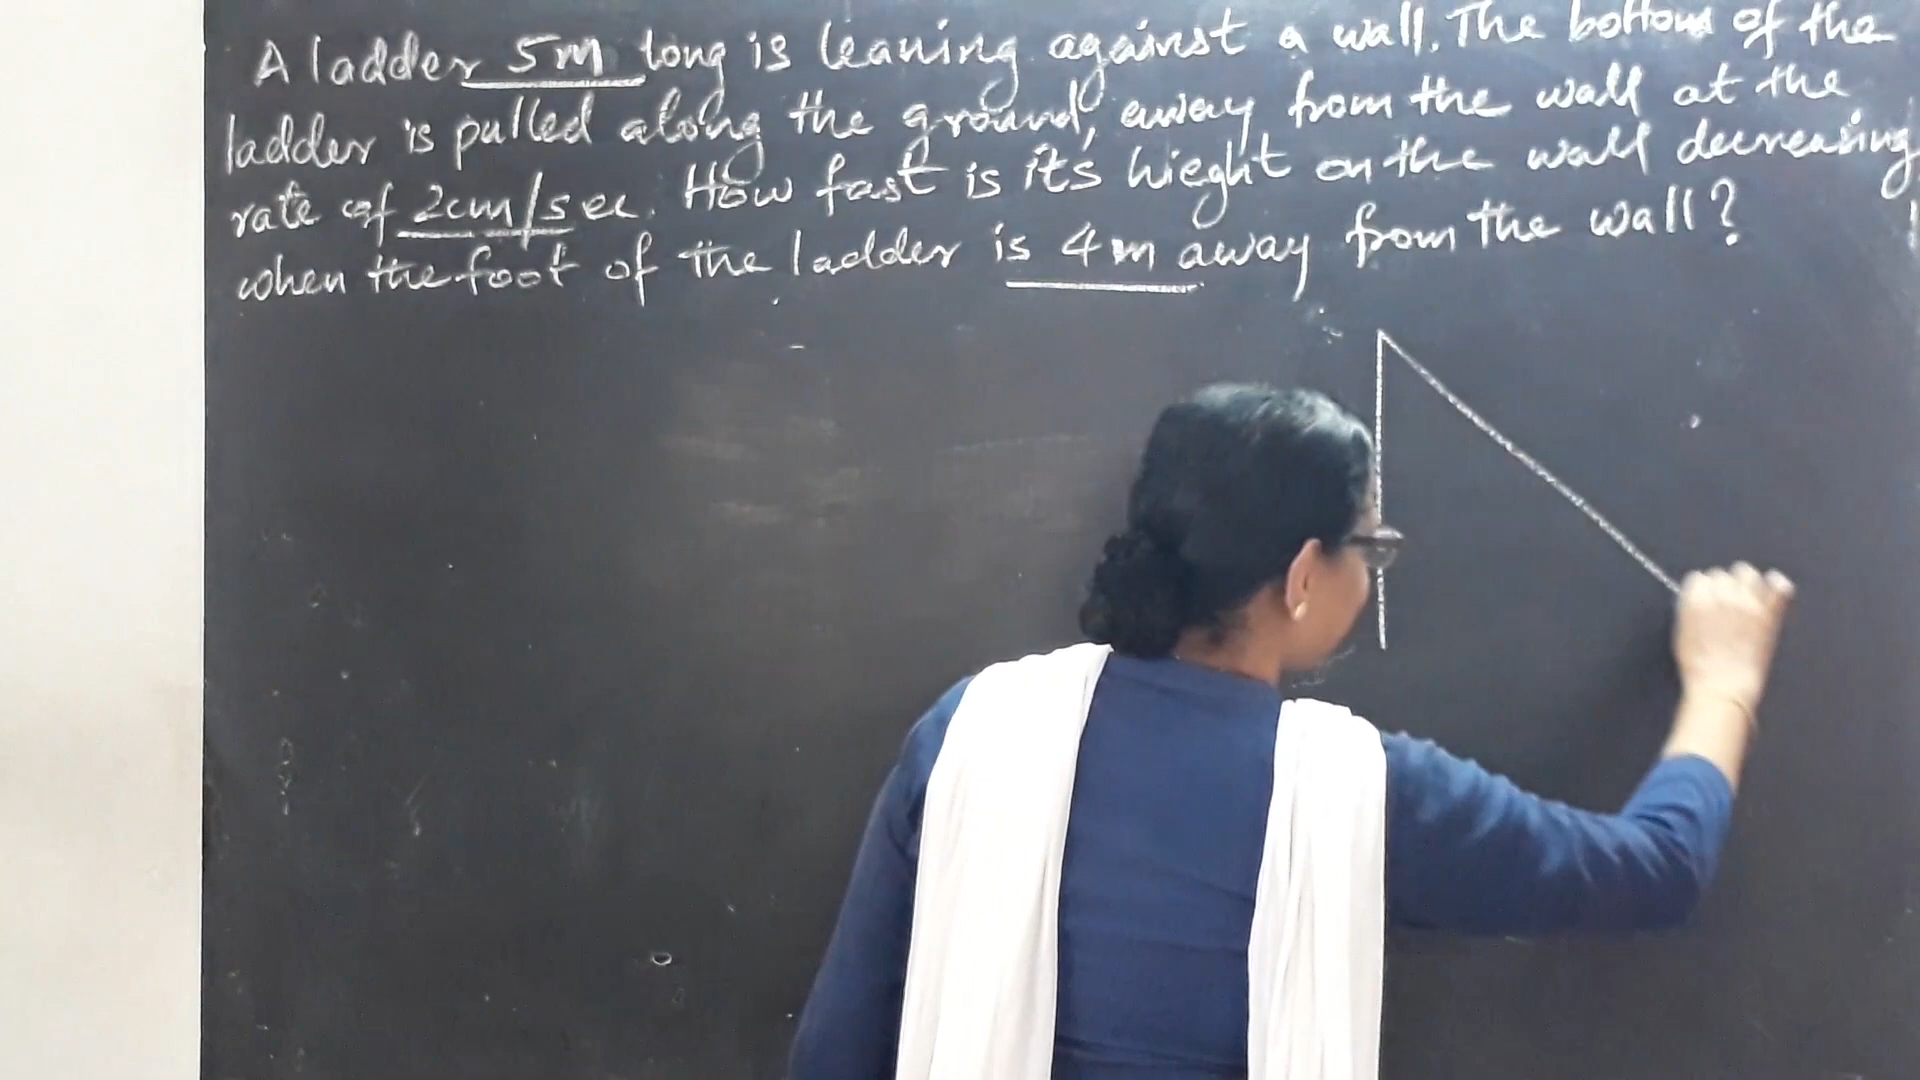 A ladder 5m long is leaning against a wall. The bottom of the
ladder is pulled along the ground, away from the wall at the
rate of 2cm/sec. How fast is it's hieght on the wall decreasing
when the foot of the ladder is 4m away from the wall?